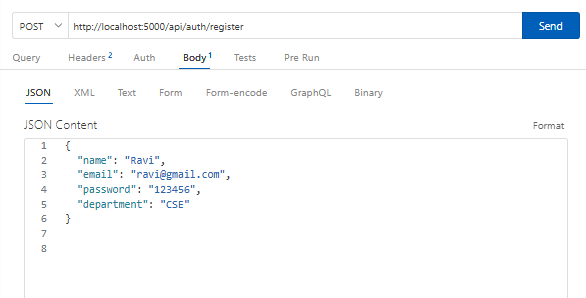 POST http://localhost:5000/api/auth/register Send
Query Headers 2 Auth Body 1 Tests Pre Run
JSON XML Text Form Form-encode GraphQL Binary
JSON Content Format
1 {
2 "name": "Ravi",
3 "email": "ravi@gmail.com",
4 "password": "123456",
5 "department": "CSE"
6 }
7
8